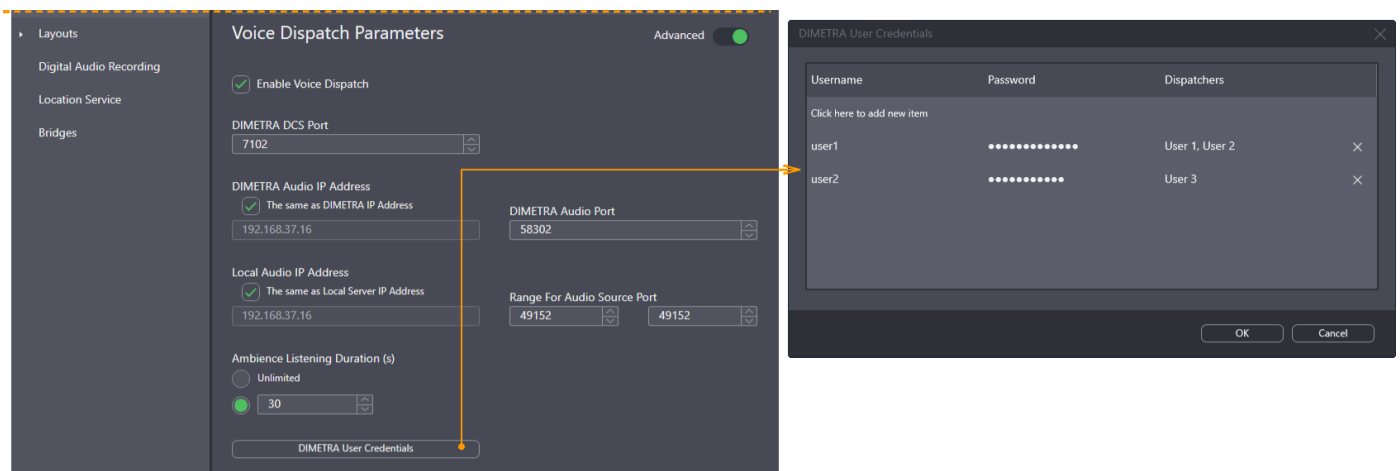 Layouts
Digital Audio Recording
Location Service
Bridges
Voice Dispatch Parameters
Advanced
Enable Voice Dispatch
DIMETRA DCS Port
7102
DIMETRA Audio IP Address
The same as DIMETRA IP Address
192.168.37.16
DIMETRA Audio Port
58302
Local Audio IP Address
The same as Local Server IP Address
192.168.37.16
Range For Audio Source Port
49152 49152
Ambience Listening Duration (s)
Unlimited
30
DIMETRA User Credentials
DIMETRA User Credentials
Username Password Dispatchers
Click here to add new item
user1 ●●●●●●●●●●●●● User 1, User 2
user2 ●●●●●●●●●●● User 3
OK Cancel